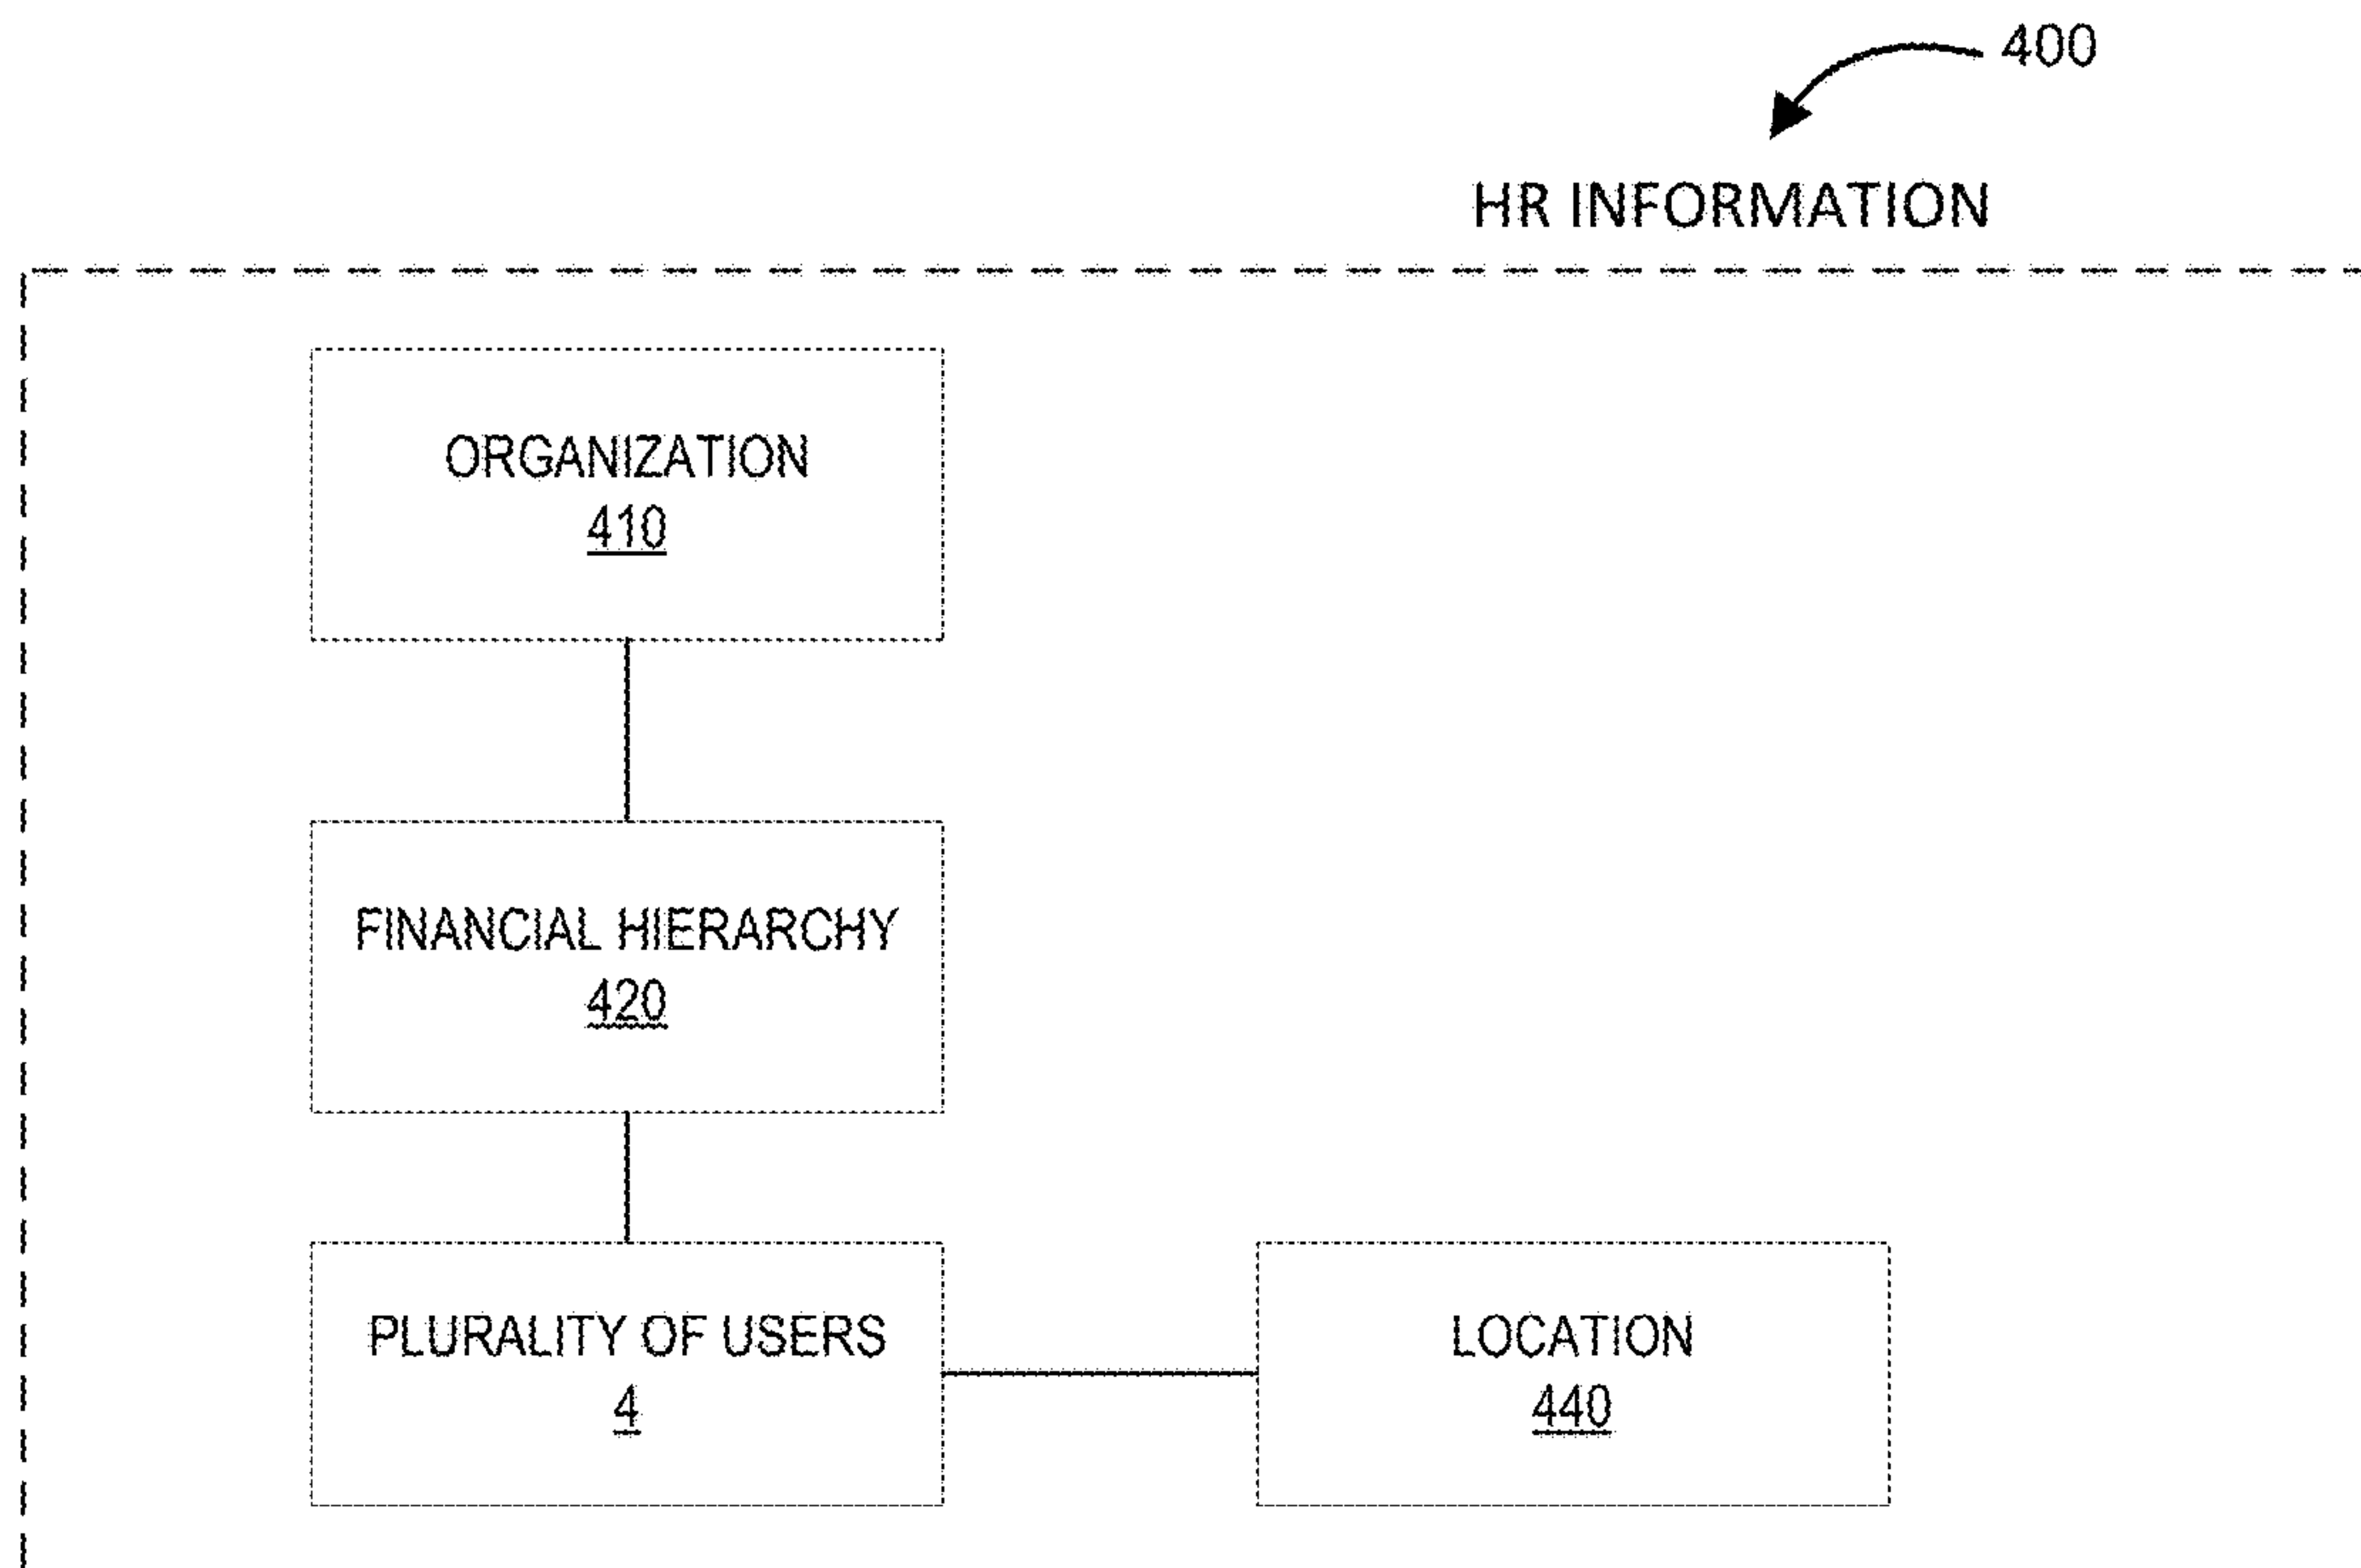 400
HR INFORMATION
ORGANIZATION
410
FINANCIAL HIERARCHY
420
PLURALITY OF USERS
4
LOCATION
440